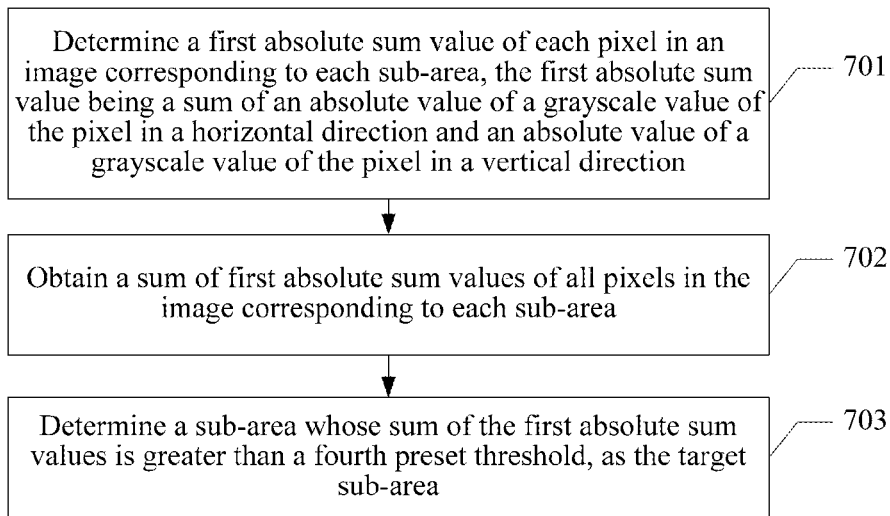 Determine a first absolute sum value of each pixel in an
image corresponding to each sub-area, the first absolute sum
value being a sum of an absolute value of a grayscale value of
the pixel in a horizontal direction and an absolute value of a
grayscale value of the pixel in a vertical direction
701
Obtain a sum of first absolute sum values of all pixels in the
image corresponding to each sub-area
702
Determine a sub-area whose sum of the first absolute sum
values is greater than a fourth preset threshold, as the target
sub-area
703